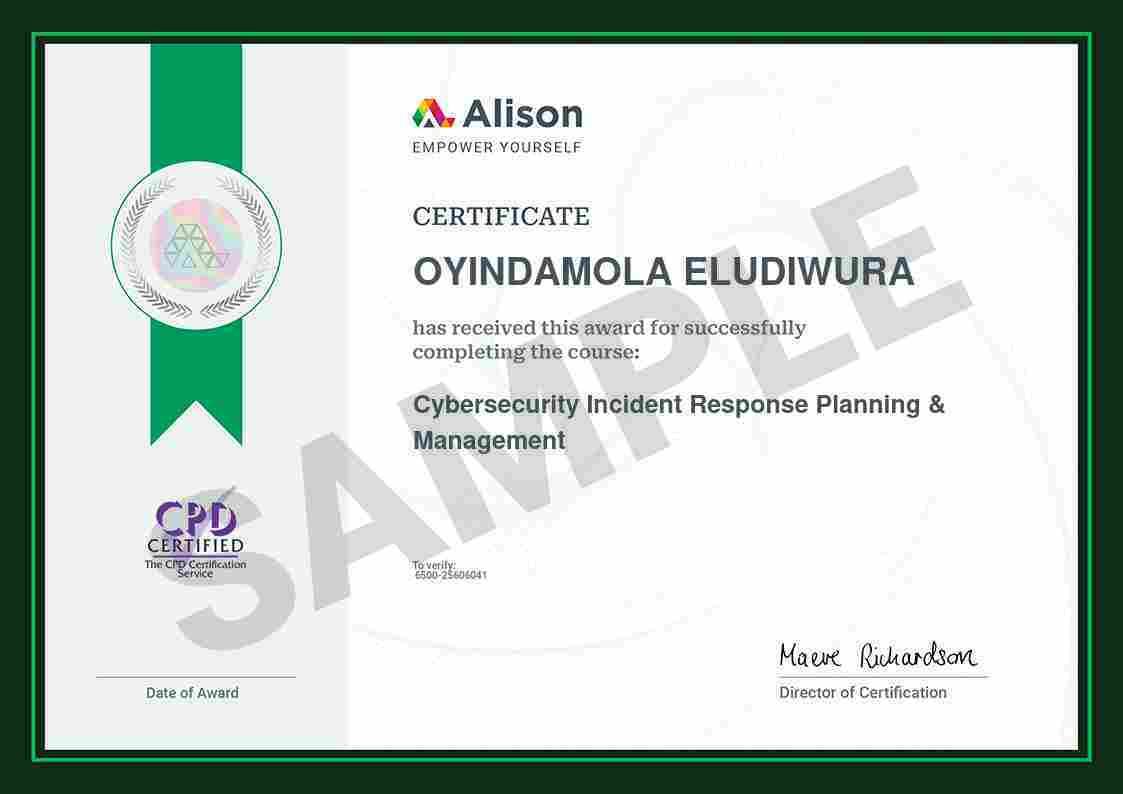 Alison
EMPOWER YOURSELF
CERTIFICATE
OYINDAMOLA ELUDIWURA
has received this award for successfully
completing the course:
Cybersecurity Incident Response Planning &
Management
SAMPLE
CPD
CERTIFIED
The CPD Certification
Service
To verify:
6500-25606041
Maeve Richardson
Date of Award
Director of Certification